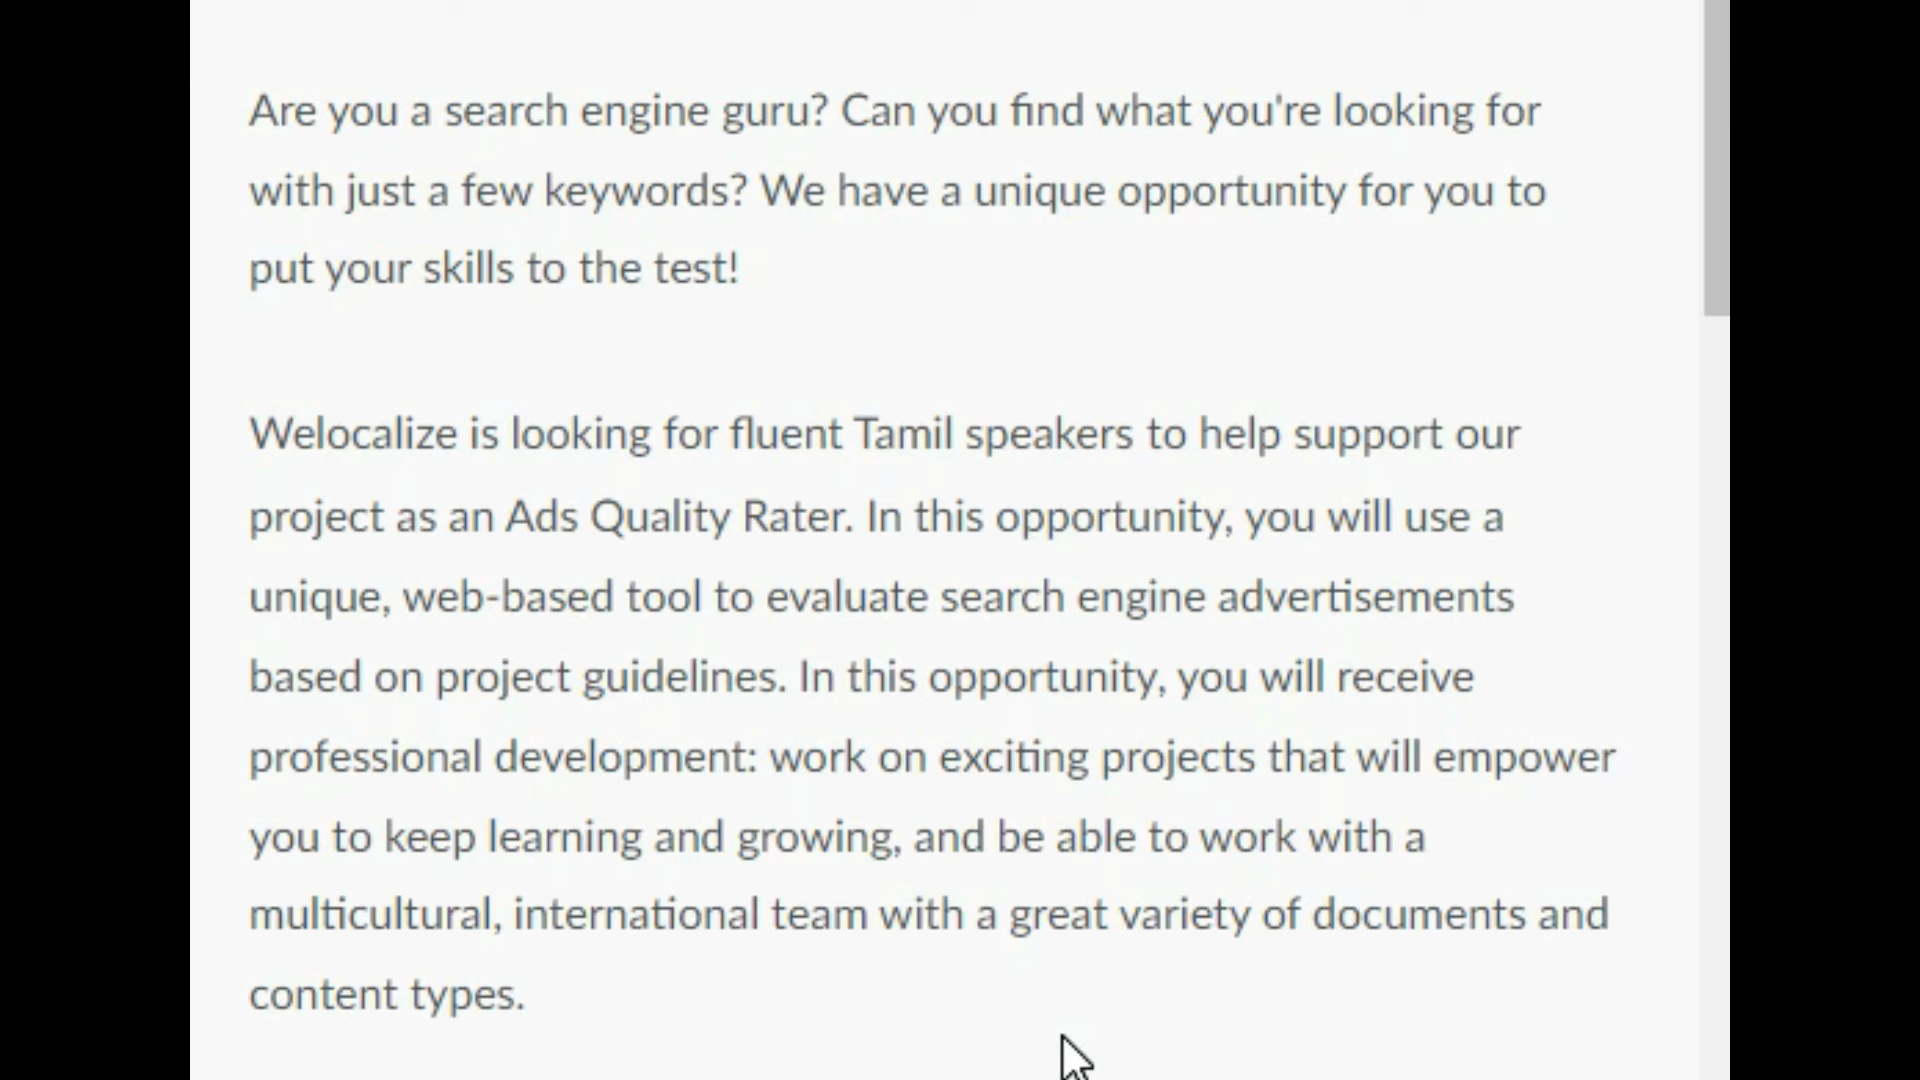 Are you a search engine guru? Can you find what you're looking for
with just a few keywords? We have a unique opportunity for you to
put your skills to the test!
Welocalize is looking for fluent Tamil speakers to help support our
project as an Ads Quality Rater. In this opportunity, you will use a
unique, web-based tool to evaluate search engine advertisements
based on project guidelines. In this opportunity, you will receive
professional development: work on exciting projects that will empower
you to keep learning and growing, and be able to work with a
multicultural, international team with a great variety of documents and
content types.